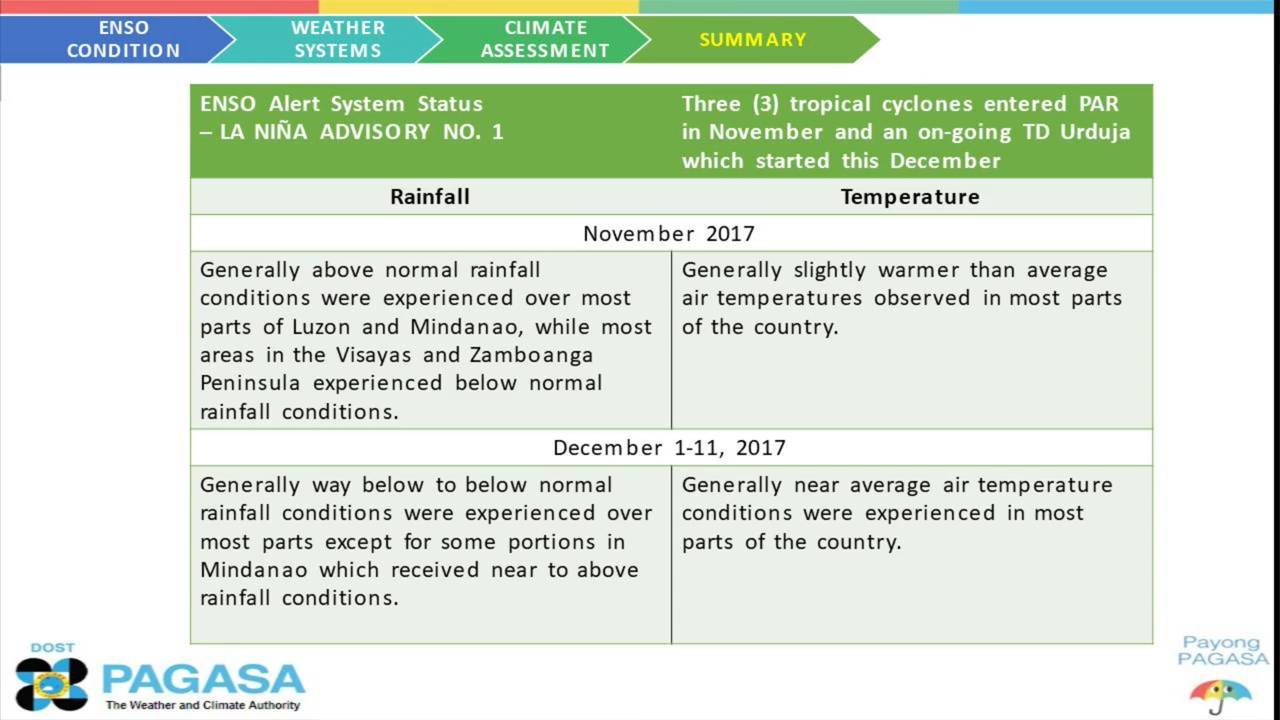 ENSO
CONDITION
WEATHER
SYSTEMS
CLIMATE
ASSESSMENT
SUMMARY
ENSO Alert System Status
– LA NIÑA ADVISORY NO. 1
Three (3) tropical cyclones entered PAR
in November and an on-going TD Urduja
which started this December
Rainfall
Temperature
November 2017
Generally above normal rainfall
conditions were experienced over most
parts of Luzon and Mindanao, while most
areas in the Visayas and Zamboanga
Peninsula experienced below normal
rainfall conditions.
Generally slightly warmer than average
air temperatures observed in most parts
of the country.
December 1-11, 2017
Generally way below to below normal
rainfall conditions were experienced over
most parts except for some portions in
Mindanao which received near to above
rainfall conditions.
Generally near average air temperature
conditions were experienced in most
parts of the country.
DOST
PAGASA
The Weather and Climate Authority
Payong
PAGASA